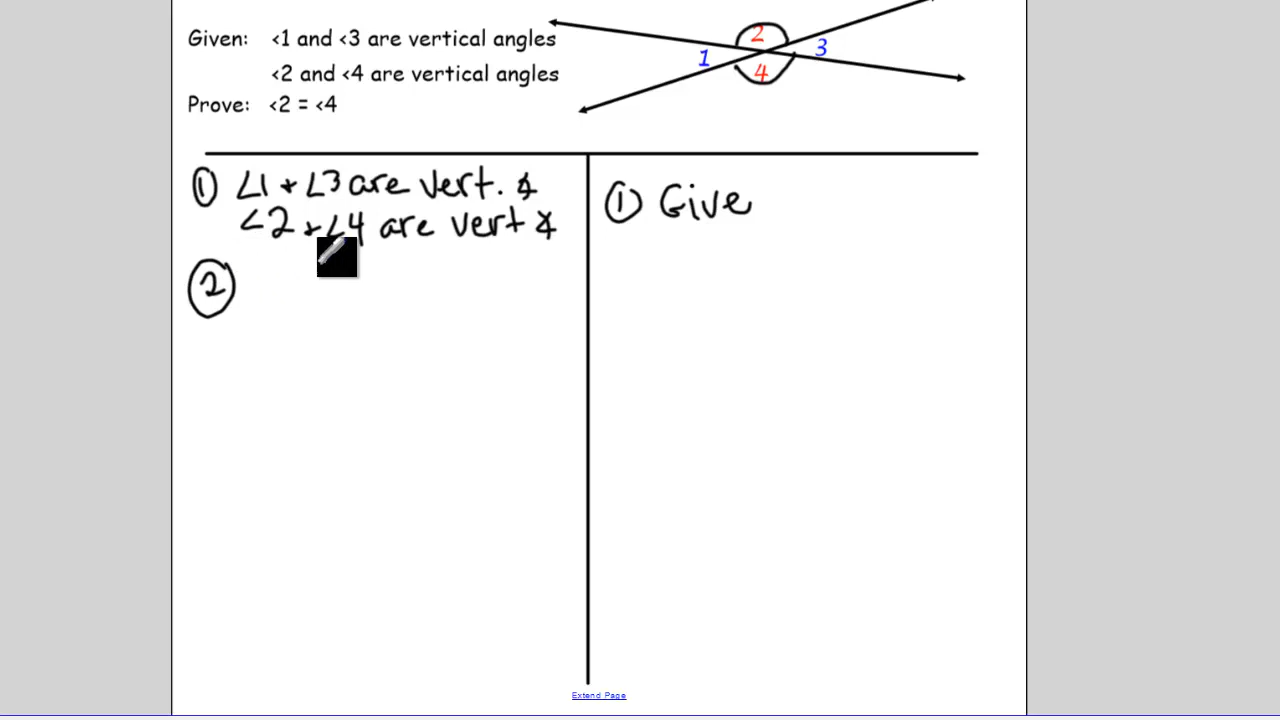 Given: <1 and <3 are vertical angles
<2 and <4 are vertical angles
Prove: <2 = <4
2
1
3
4
① ∠1 + ∠3 are vert. ∡
∠2 + ∠4 are vert ∡
②
① Give
Extend Page